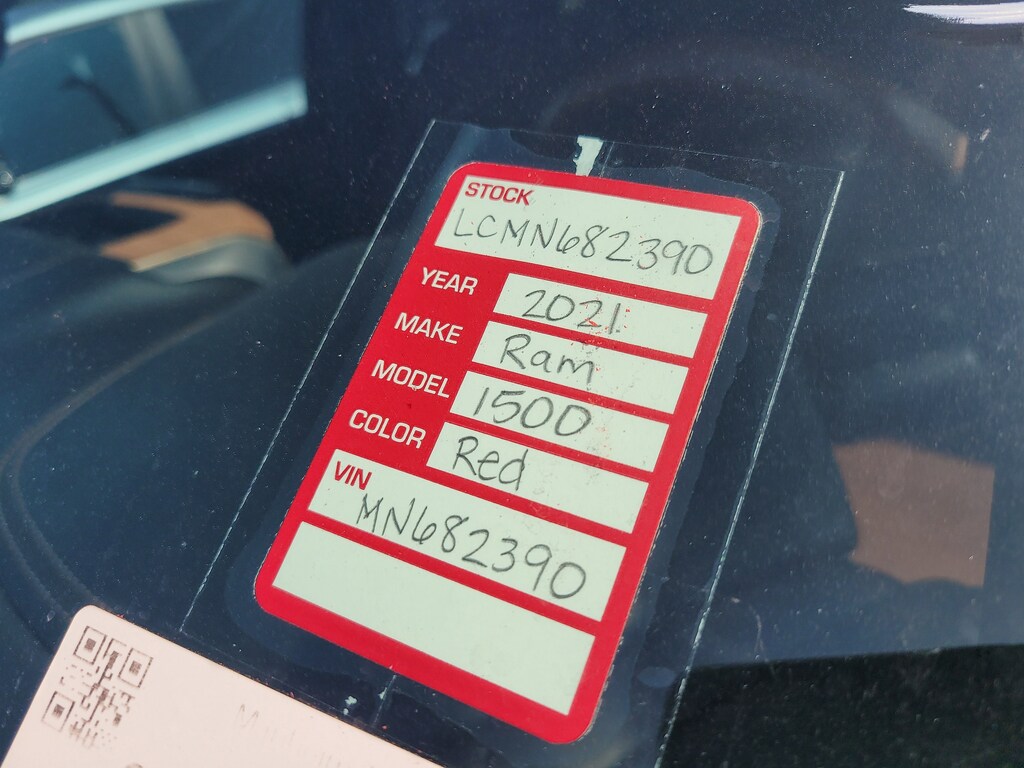 STOCK
LCMN682390
YEAR 2021
MAKE Ram
MODEL 1500
COLOR Red
VIN
MN682390